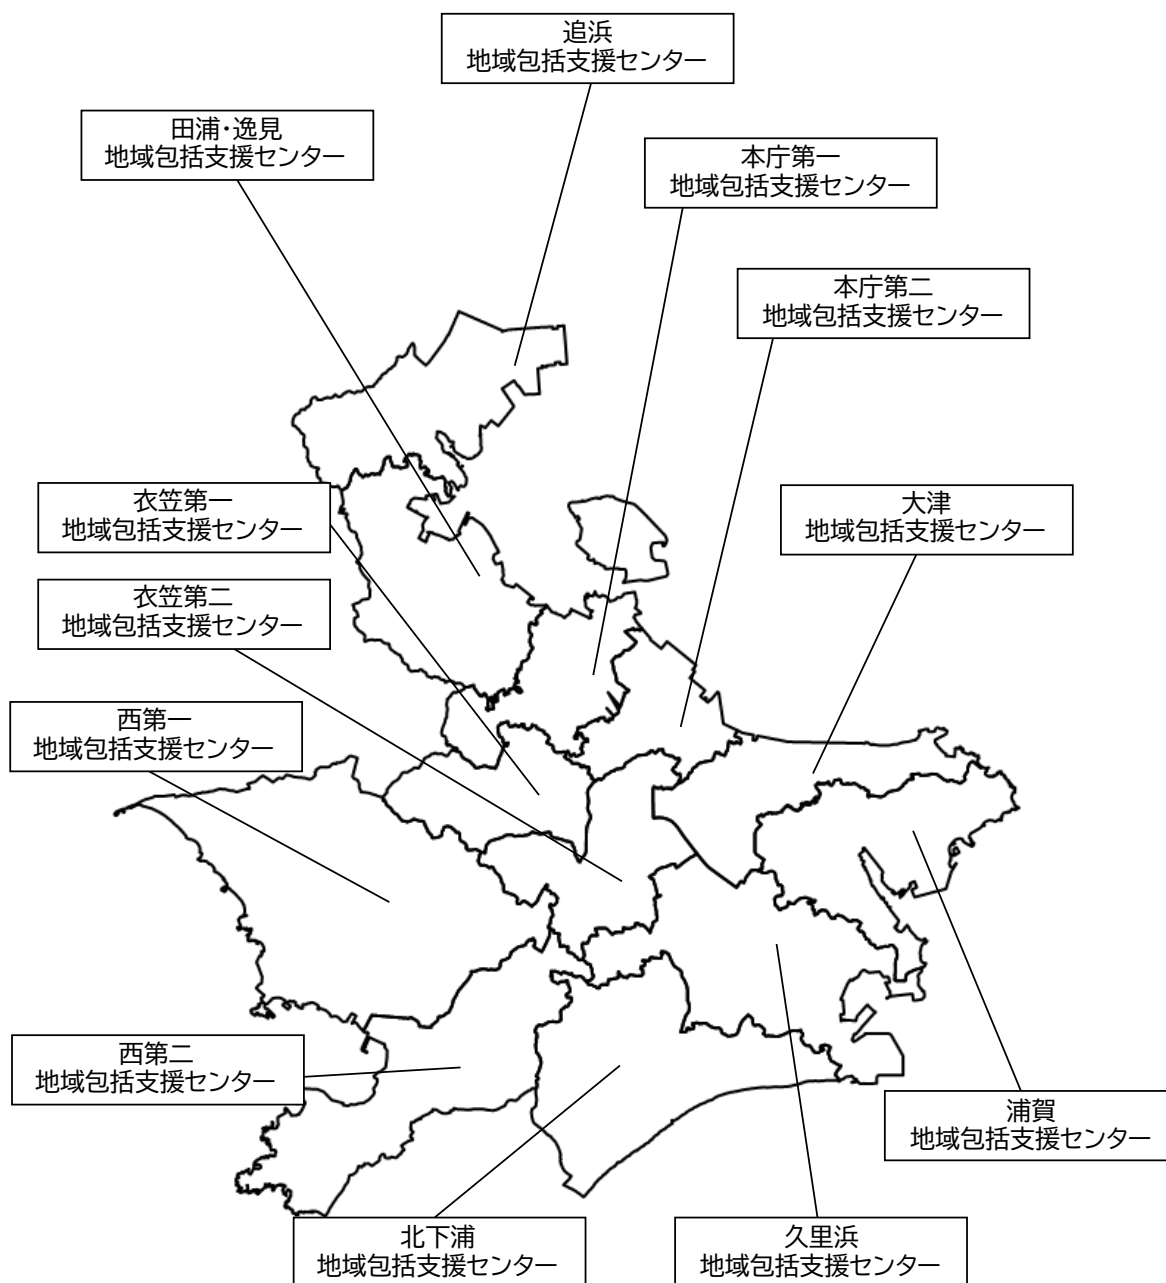 追浜
地域包括支援センター
田浦・逸見
地域包括支援センター
本庁第一
地域包括支援センター
本庁第二
地域包括支援センター
衣笠第一
地域包括支援センター
大津
地域包括支援センター
衣笠第二
地域包括支援センター
西第一
地域包括支援センター
西第二
地域包括支援センター
浦賀
地域包括支援センター
北下浦
地域包括支援センター
久里浜
地域包括支援センター